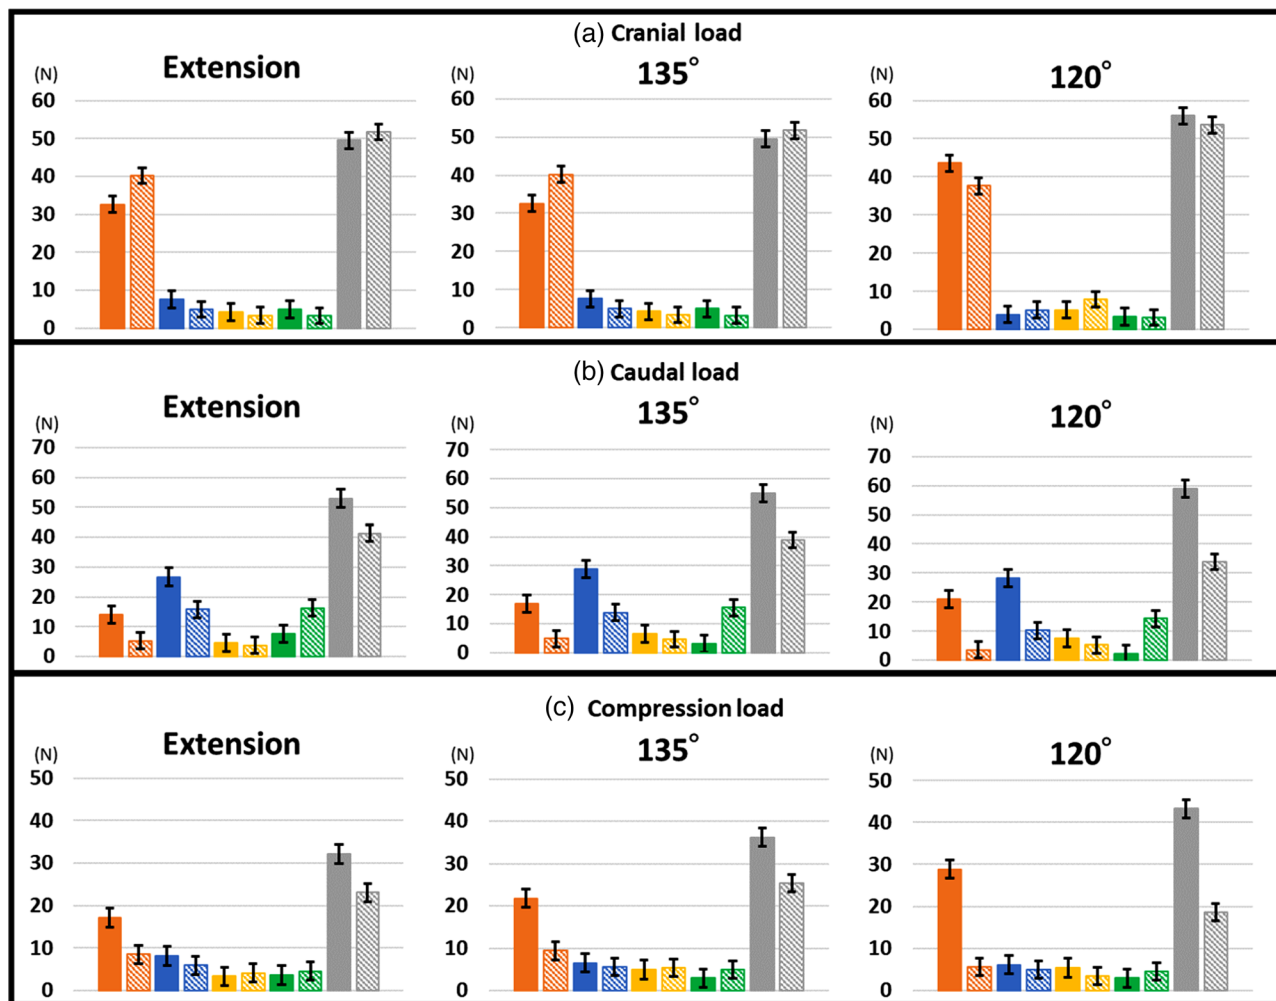 (a) Cranial load
Extension 135° 120°
(N) (N) (N)
60 60 60
50 50 50
40 40 40
30 30 30
20 20 20
10 10 10
0 0 0
(b) Caudal load
Extension 135° 120°
(N) (N) (N)
70 70 70
60 60 60
50 50 50
40 40 40
30 30 30
20 20 20
10 10 10
0 0 0
(c) Compression load
Extension 135° 120°
(N) (N) (N)
50 50 50
40 40 40
30 30 30
20 20 20
10 10 10
0 0 0